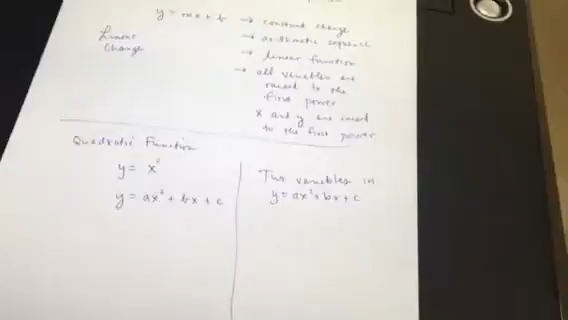 y = mx + b → constant change
Linear
Change
→ arithmetic sequence
→ linear function
→ all variables are
raised to the
first power
x and y are raised
to the first power
Quadratic Function
y = x²
y = ax² + bx + c
The variables in
y = ax² + bx + c